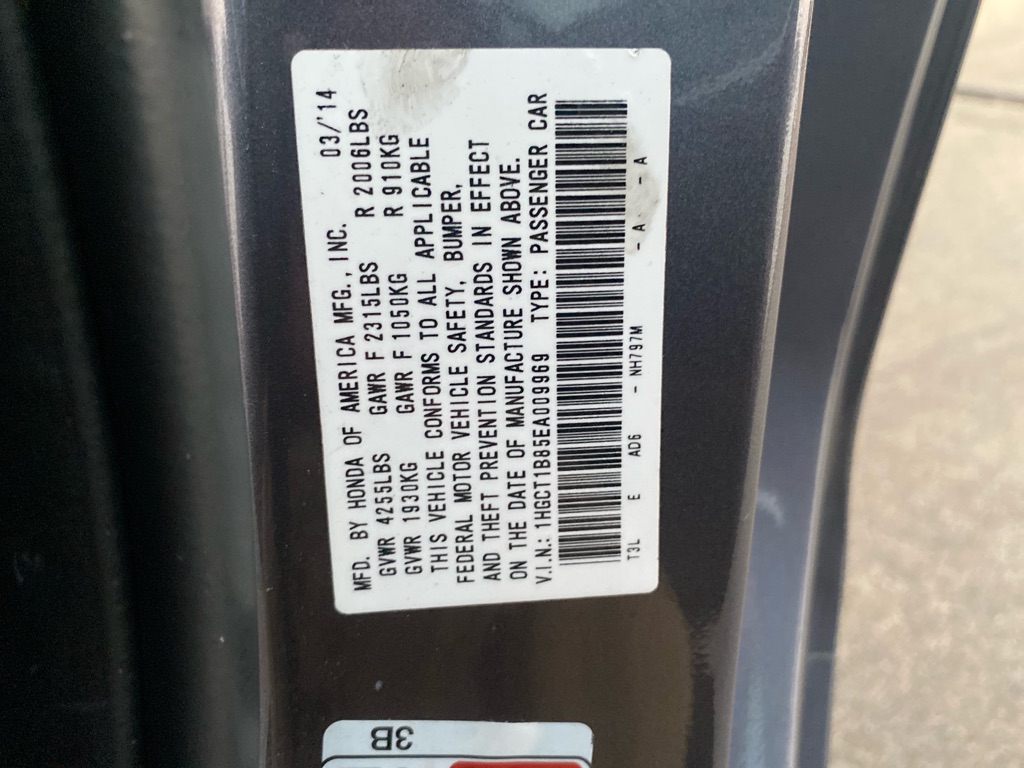 MFD. BY HONDA OF AMERICA MFG., INC. 03/'14
GVWR 4255LBS GAWR F 2315LBS R 2006LBS
GVWR 1930KG GAWR F 1050KG R 910KG
THIS VEHICLE CONFORMS TO ALL APPLICABLE
FEDERAL MOTOR VEHICLE SAFETY, BUMPER,
AND THEFT PREVENTION STANDARDS IN EFFECT
ON THE DATE OF MANUFACTURE SHOWN ABOVE.
V.I.N.: 1HGCT1B85EA009969 TYPE: PASSENGER CAR
T3L E AD6 - NH797M - A - A
3B